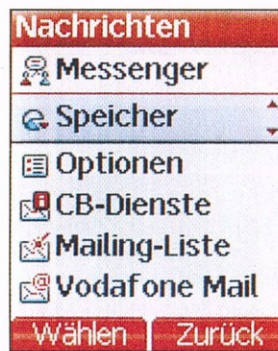 Nachrichten
Messenger
Speicher
Optionen
CB-Dienste
Mailing-Liste
Vodafone Mail
Wählen Zurück